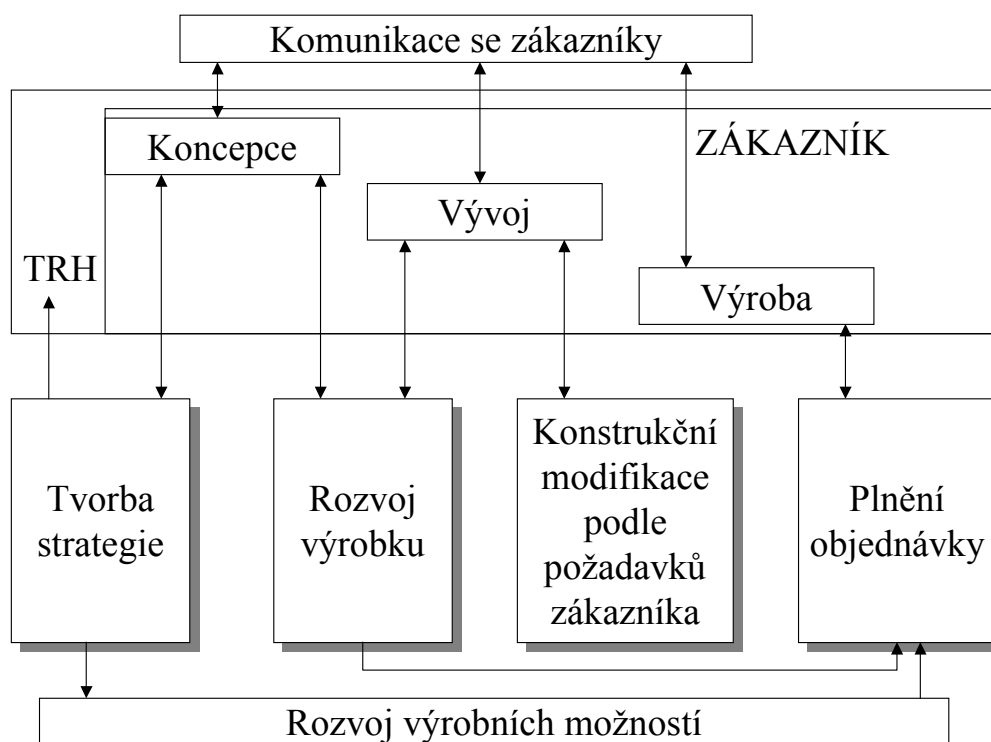 Komunikace se zákazníky
Koncepce
ZÁKAZNÍK
Vývoj
TRH
Výroba
Tvorba
strategie
Rozvoj
výrobku
Konstrukční
modifikace
podle
požadavků
zákazníka
Plnění
objednávky
Rozvoj výrobních možností